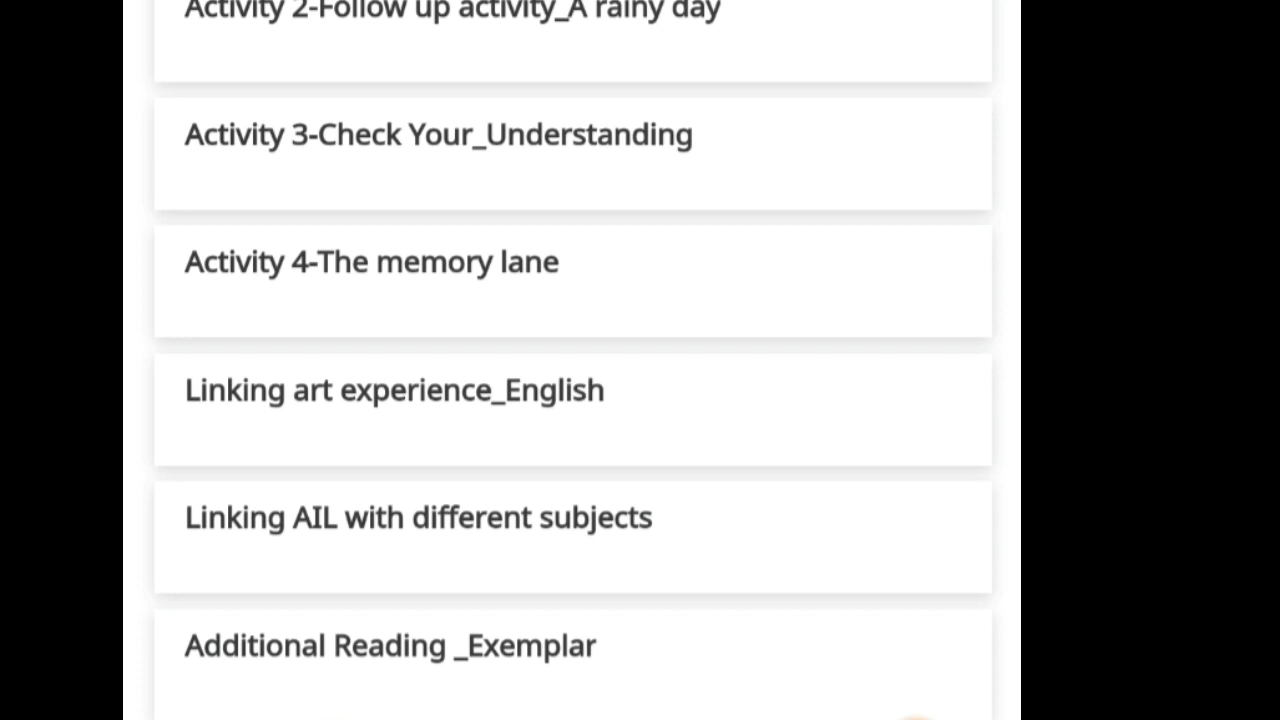 Activity 2-Follow up activity_A rainy day
Activity 3-Check Your_Understanding
Activity 4-The memory lane
Linking art experience_English
Linking AIL with different subjects
Additional Reading _Exemplar